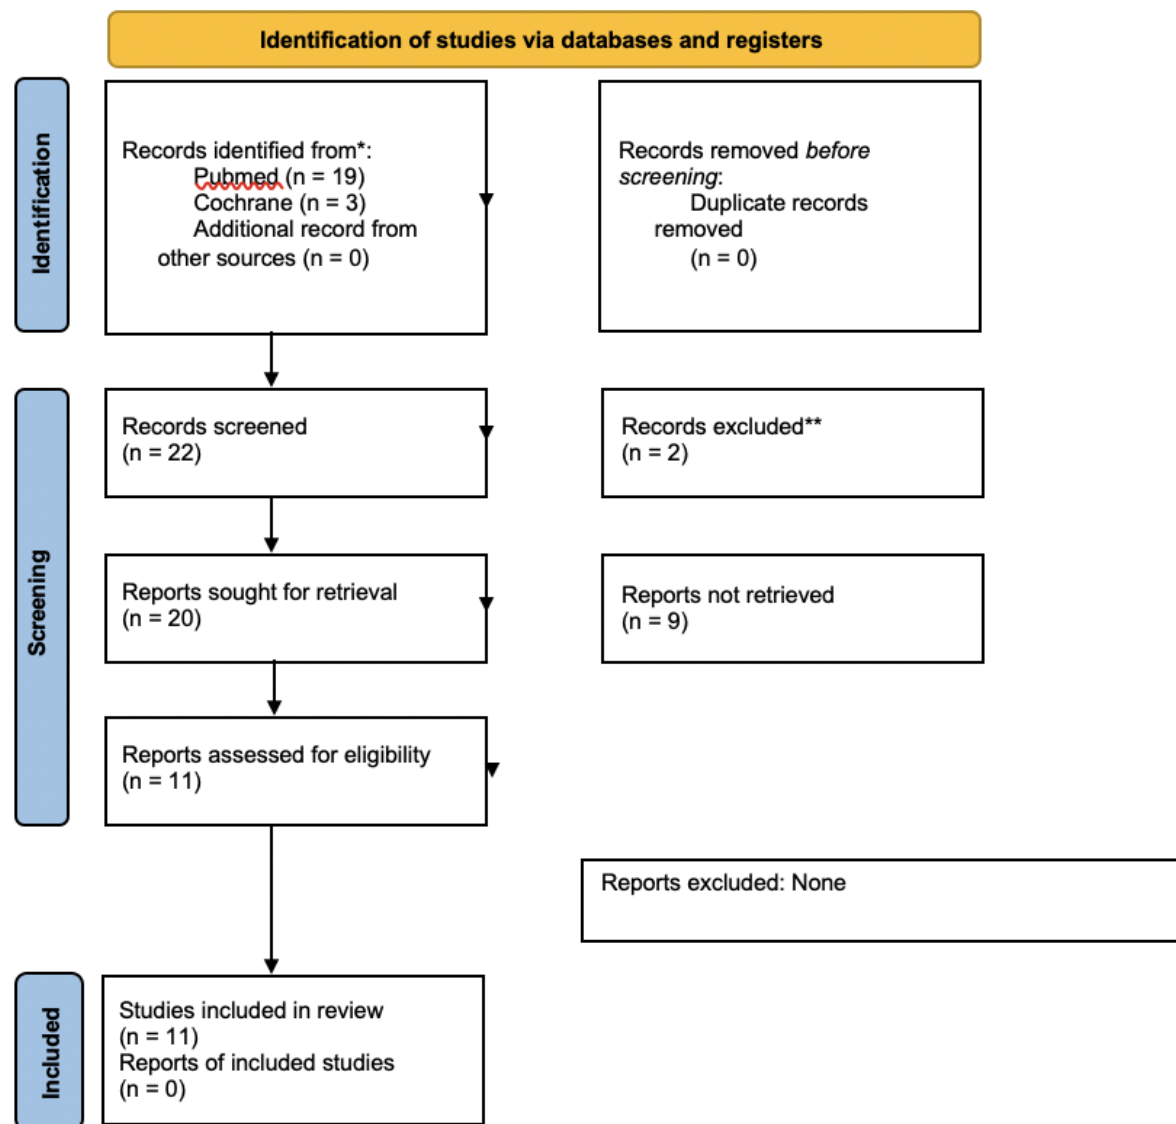 Identification of studies via databases and registers
Identification
Records identified from*:
Pubmed (n = 19)
Cochrane (n = 3)
Additional record from
other sources (n = 0)
Records removed before
screening:
Duplicate records
removed
(n = 0)
Screening
Records screened
(n = 22)
Records excluded**
(n = 2)
Reports sought for retrieval
(n = 20)
Reports not retrieved
(n = 9)
Reports assessed for eligibility
(n = 11)
Reports excluded: None
Included
Studies included in review
(n = 11)
Reports of included studies
(n = 0)